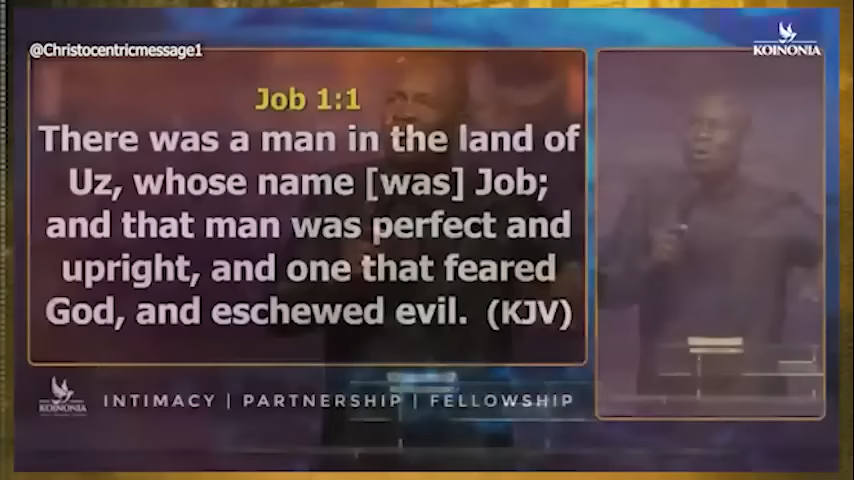 @Christocentricmessage1
KOINONIA
Job 1:1
There was a man in the land of
Uz, whose name [was] Job;
and that man was perfect and
upright, and one that feared
God, and eschewed evil. (KJV)
KOINONIA
INTIMACY | PARTNERSHIP | FELLOWSHIP